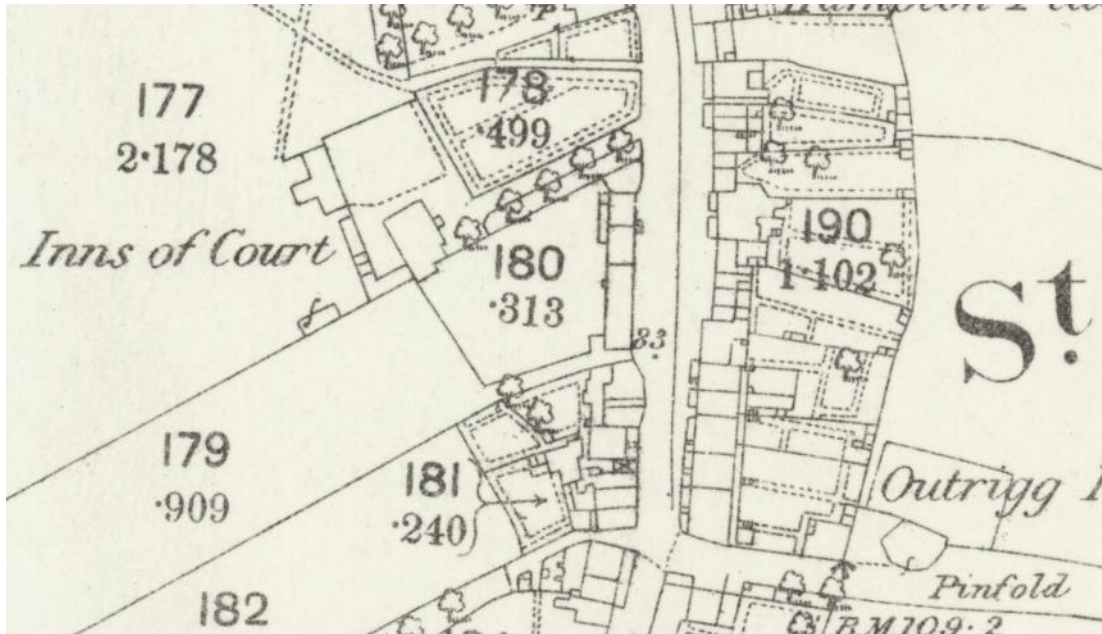 177
2·178
178
·499
Inns of Court
180
·313
190
1·102
St.
83
179
·909
181
·240
Outrigg
182
Pinfold
B.M.109·2